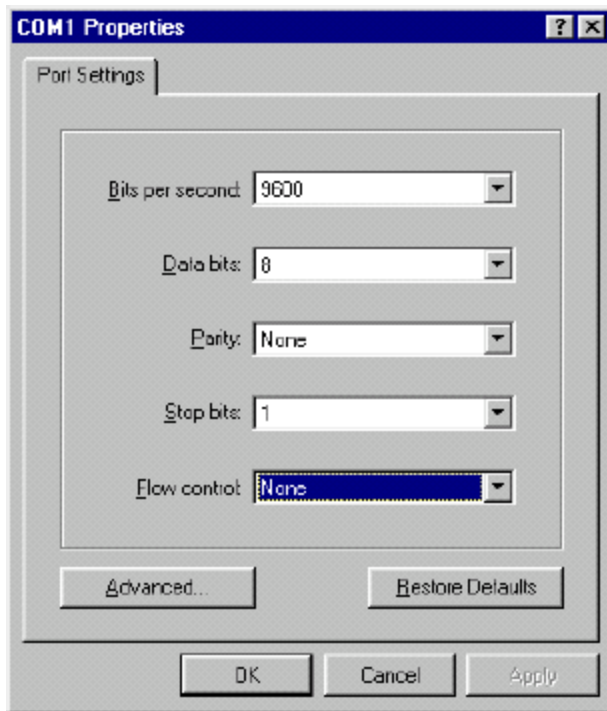 COM1 Properties
Port Settings
Bits per second: 9600
Data bits: 8
Parity: None
Stop bits: 1
Flow control: None
Advanced...
Restore Defaults
OK
Cancel
Apply